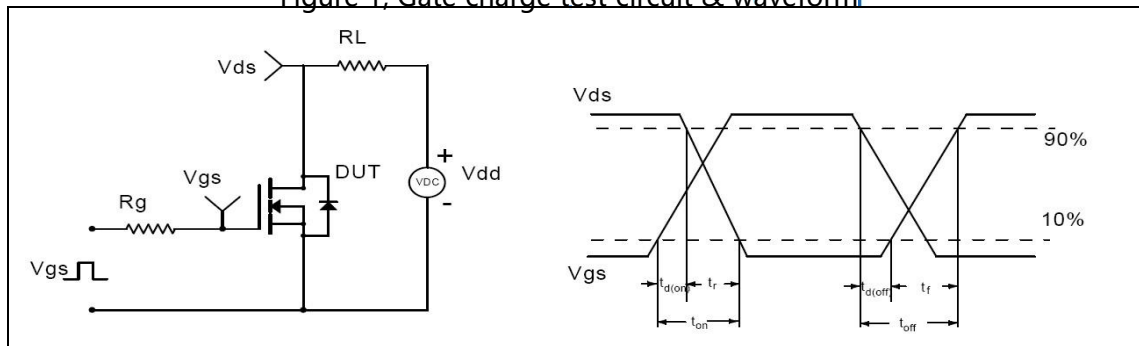 Figure 1, Gate charge test circuit & waveform
RL
Vds
Vgs
DUT
VDC
+
Vdd
-
Rg
Vgs
Vds
90%
10%
Vgs
td(on)
tr
td(off)
tf
ton
toff